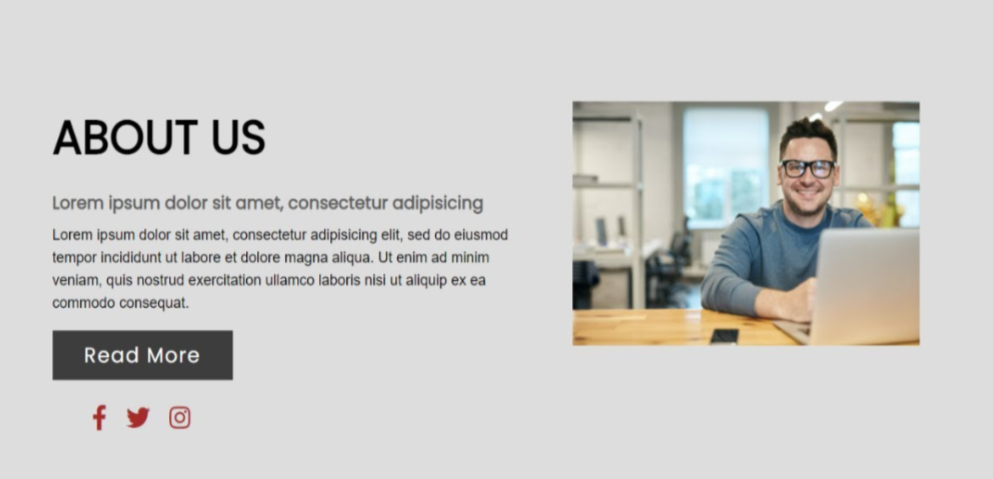 ABOUT US
Lorem ipsum dolor sit amet, consectetur adipisicing
Lorem ipsum dolor sit amet, consectetur adipisicing elit, sed do eiusmod
tempor incididunt ut labore et dolore magna aliqua. Ut enim ad minim
veniam, quis nostrud exercitation ullamco laboris nisi ut aliquip ex ea
commodo consequat.
Read More